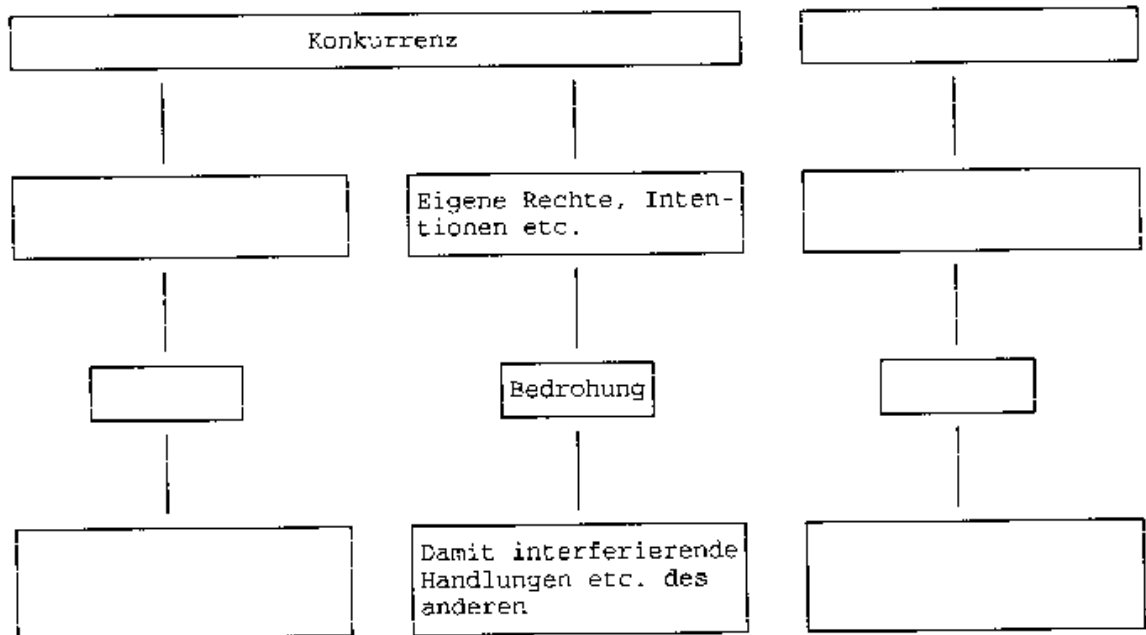 Konkurrenz
Eigene Rechte, Inten-
tionen etc.
Bedrohung
Damit interferierende
Handlungen etc. des
anderen